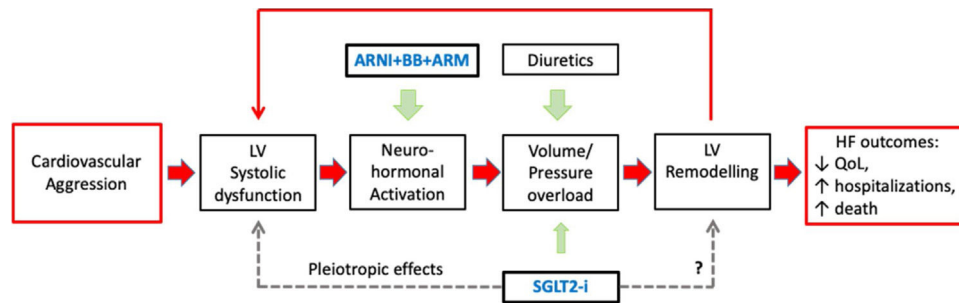 ARNI+BB+ARM
Diuretics
Cardiovascular
Aggression
LV
Systolic
dysfunction
Neuro-
hormonal
Activation
Volume/
Pressure
overload
LV
Remodelling
HF outcomes:
↓ QoL,
↑ hospitalizations,
↑ death
Pleiotropic effects
?
SGLT2-i